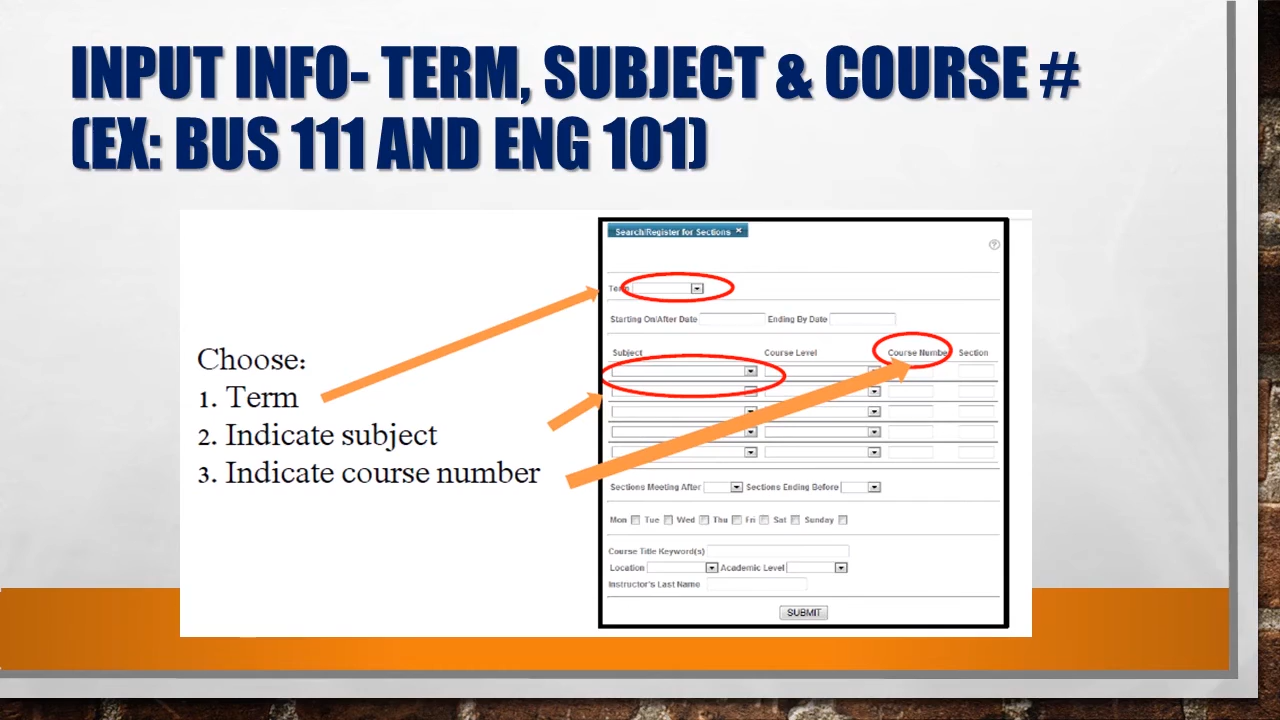 INPUT INFO- TERM, SUBJECT & COURSE #
(EX: BUS 111 AND ENG 101)
Search/Register for Sections ×
?
Term
Starting On/After Date Ending By Date
Subject Course Level Course Number Section
Choose:
1. Term
2. Indicate subject
3. Indicate course number
Sections Meeting After Sections Ending Before
Mon Tue Wed Thu Fri Sat Sunday
Course Title Keyword(s)
Location Academic Level
Instructor's Last Name
SUBMIT